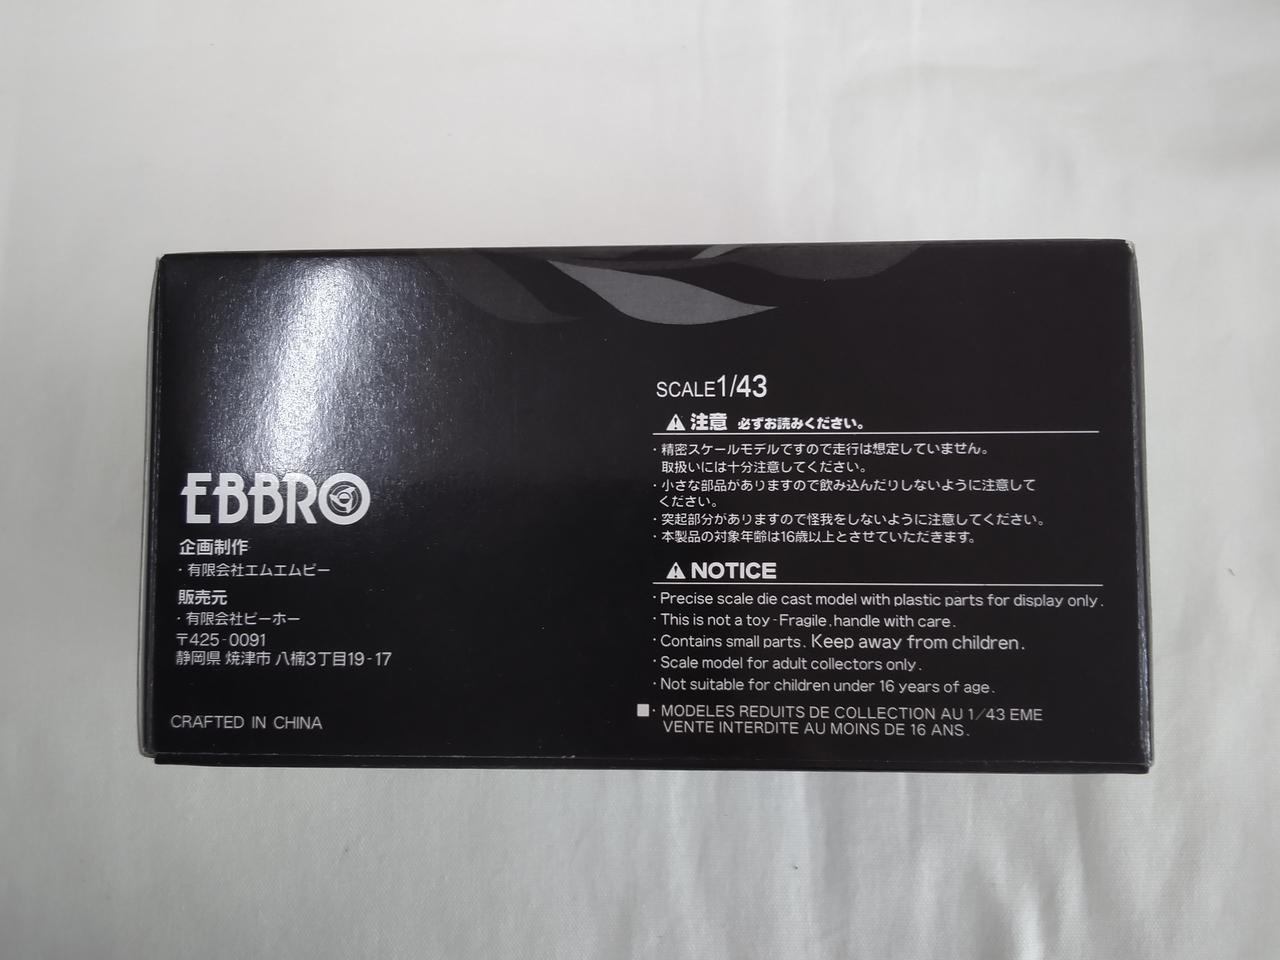 EBBRO
企画制作
・有限会社エムエムピー
販売元
・有限会社ビーホー
〒425-0091
静岡県 焼津市 八楠3丁目19-17
CRAFTED IN CHINA
SCALE1/43
⚠注意 必ずお読みください。
・精密スケールモデルですので走行は想定していません。
取扱いには十分注意してください。
・小さな部品がありますので飲み込んだりしないように注意して
ください。
・突起部分がありますので怪我をしないように注意してください。
・本製品の対象年齢は16歳以上とさせていただきます。
⚠NOTICE
・Precise scale die cast model with plastic parts for display only.
・This is not a toy - Fragile, handle with care.
・Contains small parts. Keep away from children.
・Scale model for adult collectors only.
・Not suitable for children under 16 years of age.
■・MODELES REDUITS DE COLLECTION AU 1/43 EME
VENTE INTERDITE AU MOINS DE 16 ANS.